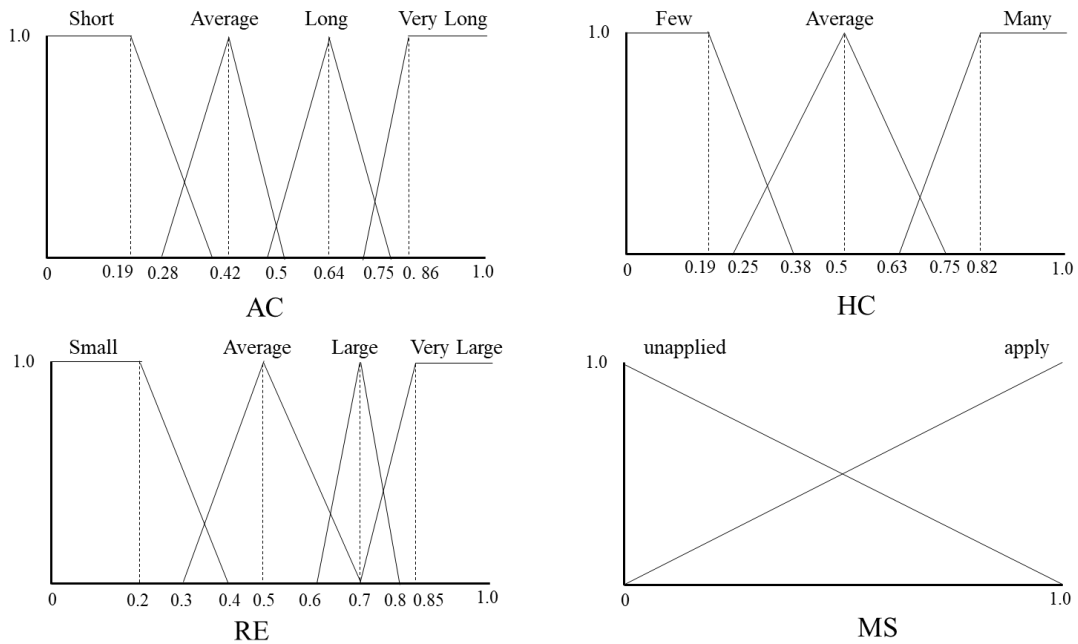 Short Average Long Very Long
1.0
0 0.19 0.28 0.42 0.5 0.64 0.75 0. 86 1.0
AC
Few Average Many
1.0
0 0.19 0.25 0.38 0.5 0.63 0.75 0.82 1.0
HC
Small Average Large Very Large
1.0
0 0.2 0.3 0.4 0.5 0.6 0.7 0.8 0.85 1.0
RE
unapplied apply
1.0
0 1.0
MS